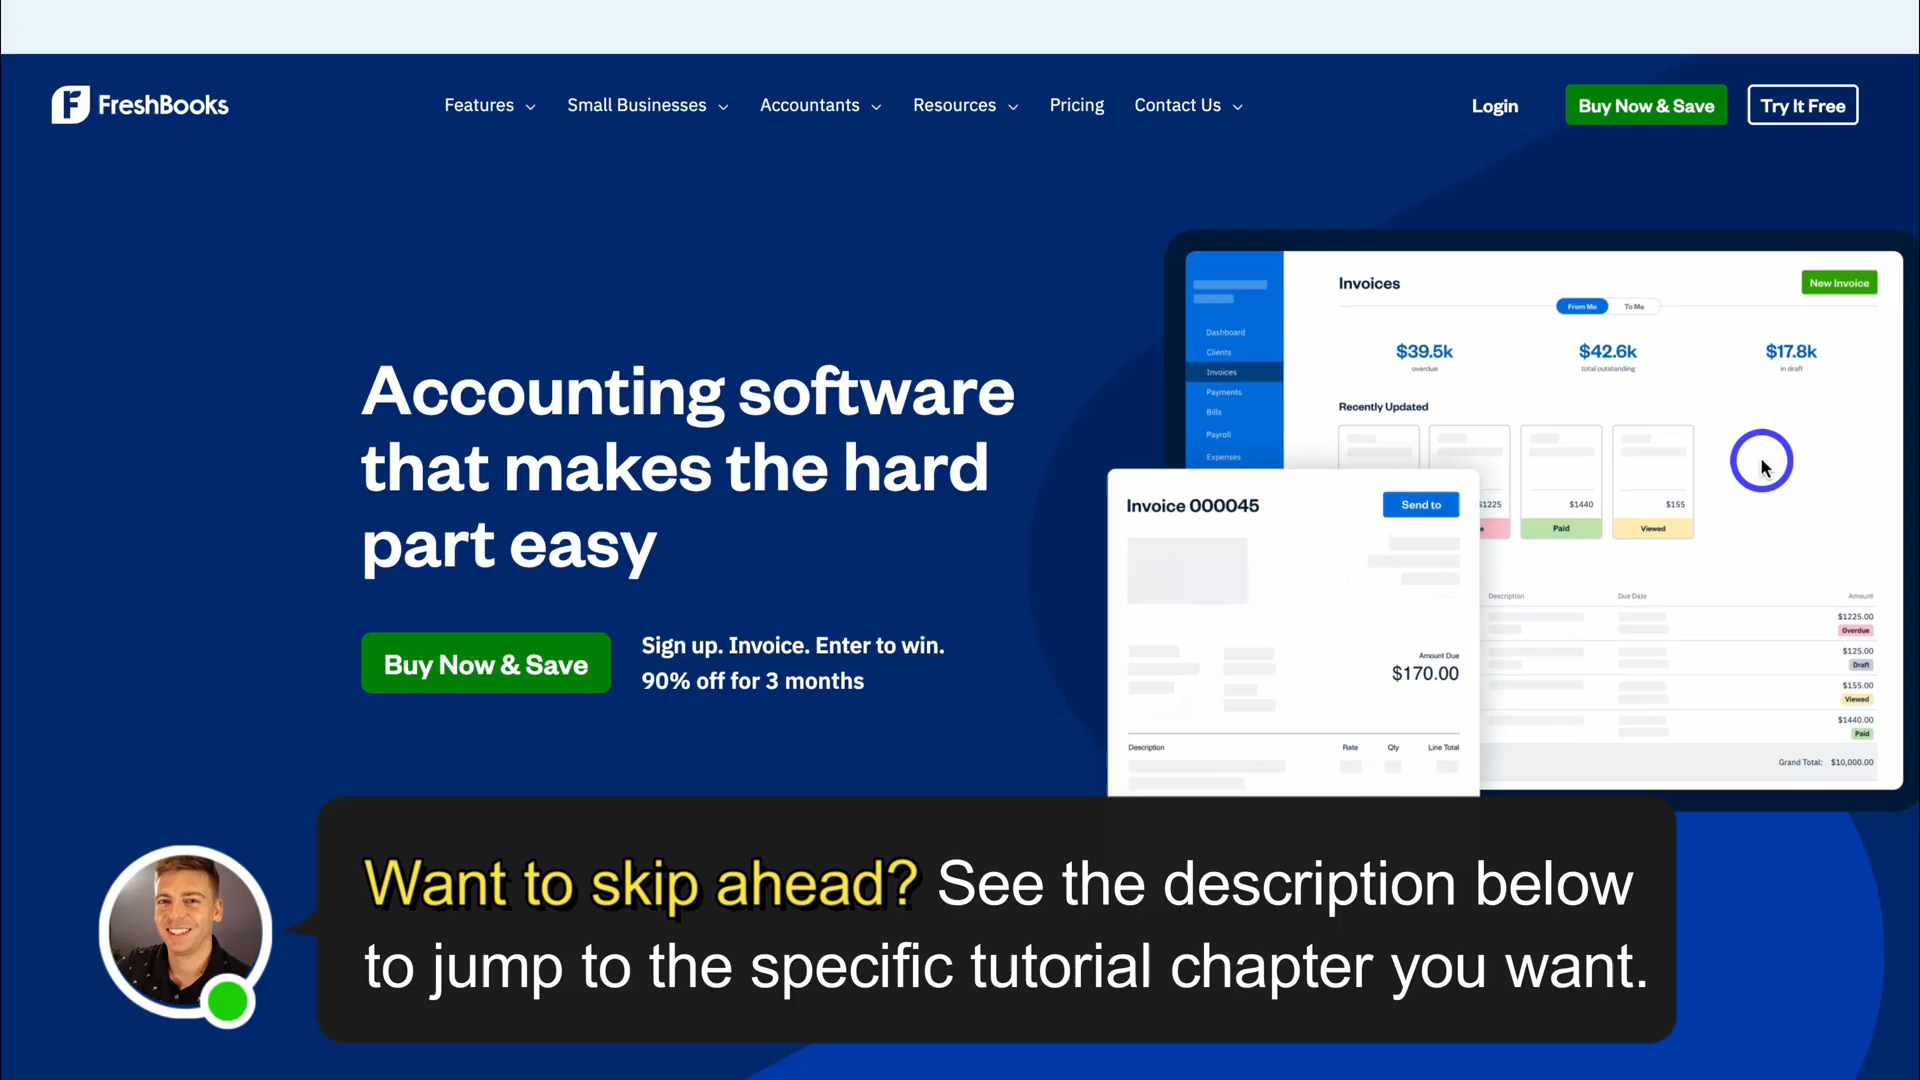 FreshBooks
Features
Small Businesses
Accountants
Resources
Pricing
Contact Us
Login
Buy Now & Save
Try It Free
Accounting software
that makes the hard
part easy
Buy Now & Save
Sign up. Invoice. Enter to win.
90% off for 3 months
Dashboard
Clients
Invoices
Payments
Bills
Payroll
Expenses
Invoices
New Invoice
From Me
To Me
$39.5k
overdue
$42.6k
total outstanding
$17.8k
in draft
Recently Updated
$1225
$1440
Paid
$155
Viewed
Description
Due Date
Amount
$1225.00
Overdue
$125.00
Draft
$155.00
Viewed
$1440.00
Paid
Grand Total: $10,000.00
Invoice 000045
Send to
Amount Due
$170.00
Description
Rate
Qty
Line Total
Want to skip ahead? See the description below
to jump to the specific tutorial chapter you want.